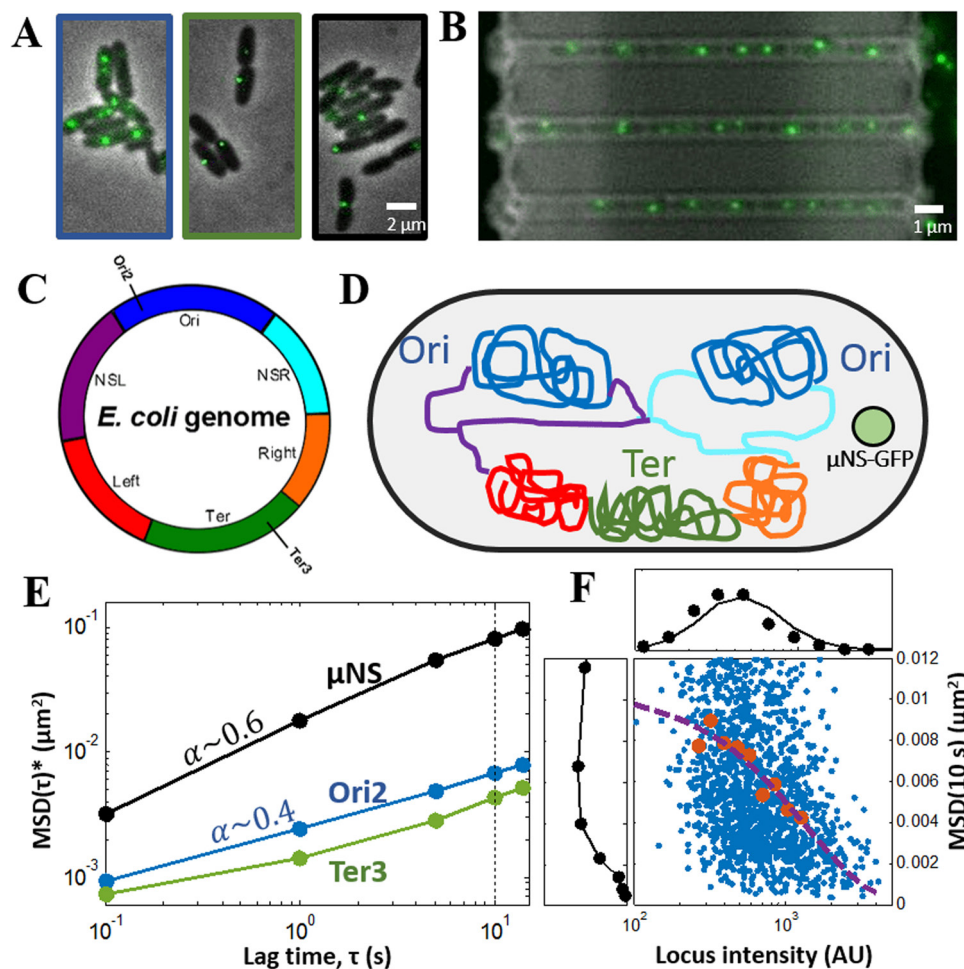 A
B
2 μm
1 μm
C
D
Ori2
Ori
NSL
NSR
E. coli genome
Left
Right
Ter
Ter3
Ori
Ori
Ter
μNS-GFP
E
F
MSD(τ)* (μm²)
10⁻¹
10⁻²
10⁻³
μNS
α~0.6
Ori2
α~0.4
Ter3
10⁻¹
10⁰
10¹
Lag time, τ (s)
0.012
0.01
0.008
0.006
0.004
0.002
0
MSD(10 s) (μm²)
10²
10³
Locus intensity (AU)